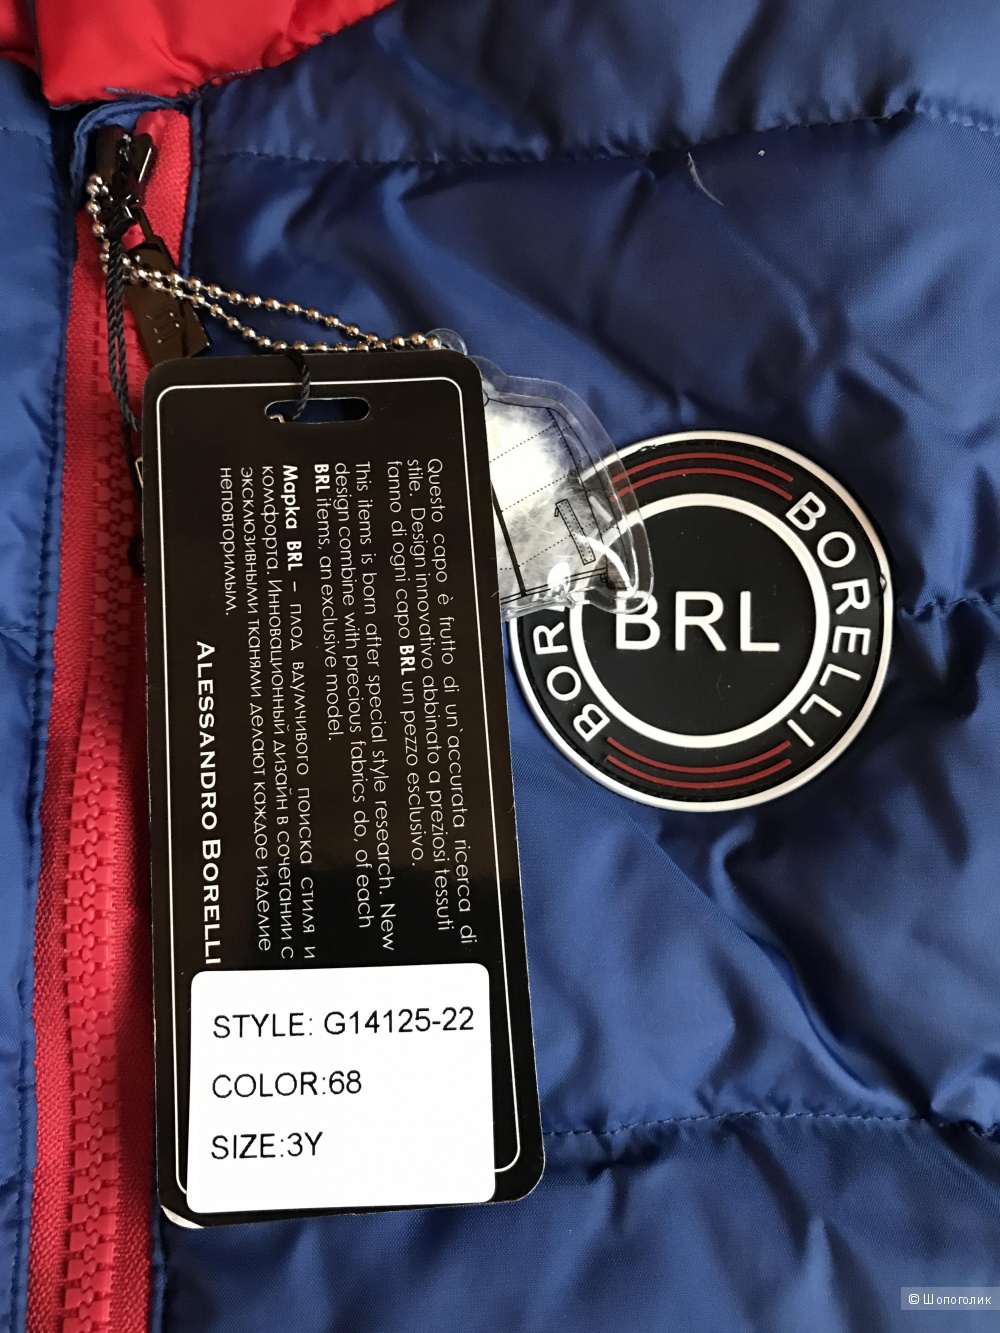 Questo capo è frutto di un`accurata ricerca di
stile. Design innovativo abbinato a preziosi tessuti
fanno di ogni capo BRL un pezzo esclusivo.
This items is born after special style research. New
design combine with precious fabrics do, of each
BRL items, an exclusive model.
Марка BRL – плод вдумчивого поиска стиля и
комфорта. Инновационный дизайн в сочетании с
эксклюзивными тканями делают каждое изделие
неповторимым.
ALESSANDRO BORELLI
STYLE: G14125-22
COLOR:68
SIZE:3Y
BORELLI
BRL
BOR
© Шопоголик